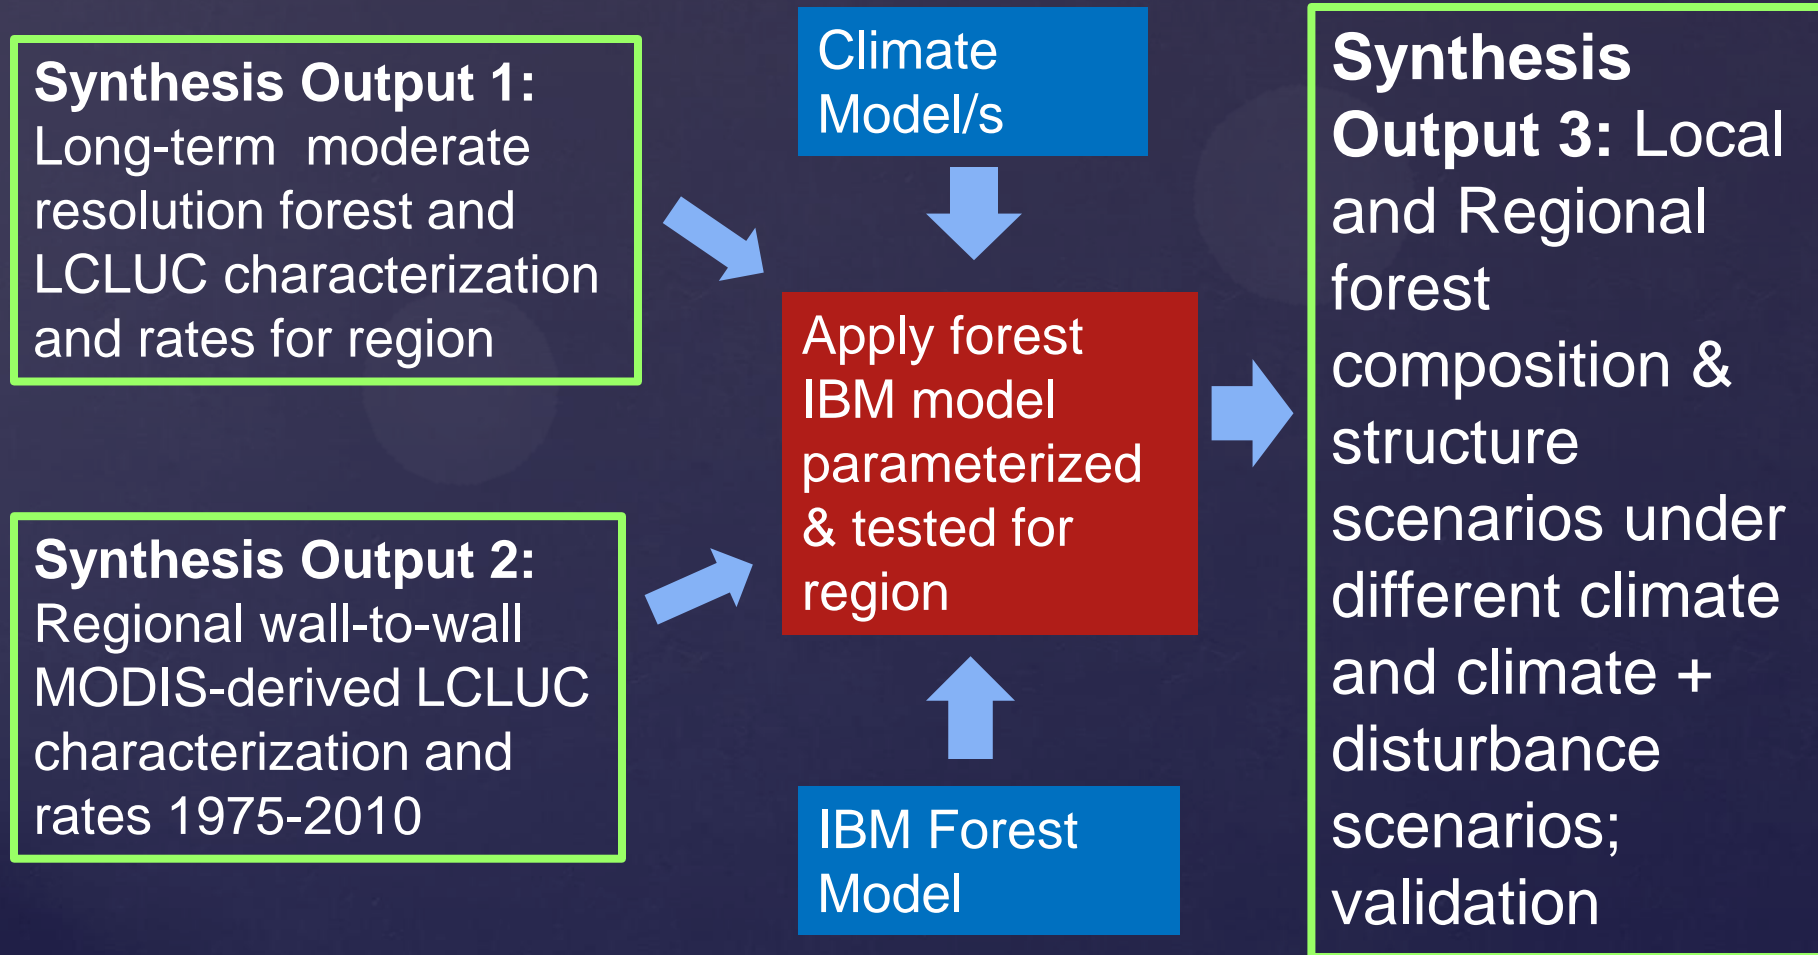 Synthesis Output 1:
Long-term moderate
resolution forest and
LCLUC characterization
and rates for region
Synthesis Output 2:
Regional wall-to-wall
MODIS-derived LCLUC
characterization and
rates 1975-2010
Climate
Model/s
Apply forest
IBM model
parameterized
& tested for
region
IBM Forest
Model
Synthesis
Output 3: Local
and Regional
forest
composition &
structure
scenarios under
different climate
and climate +
disturbance
scenarios;
validation